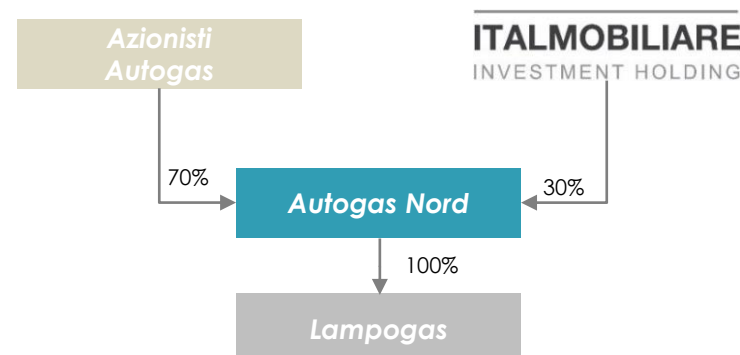 Azionisti
Autogas
ITALMOBILIARE
INVESTMENT HOLDING
70%
30%
Autogas Nord
100%
Lampogas